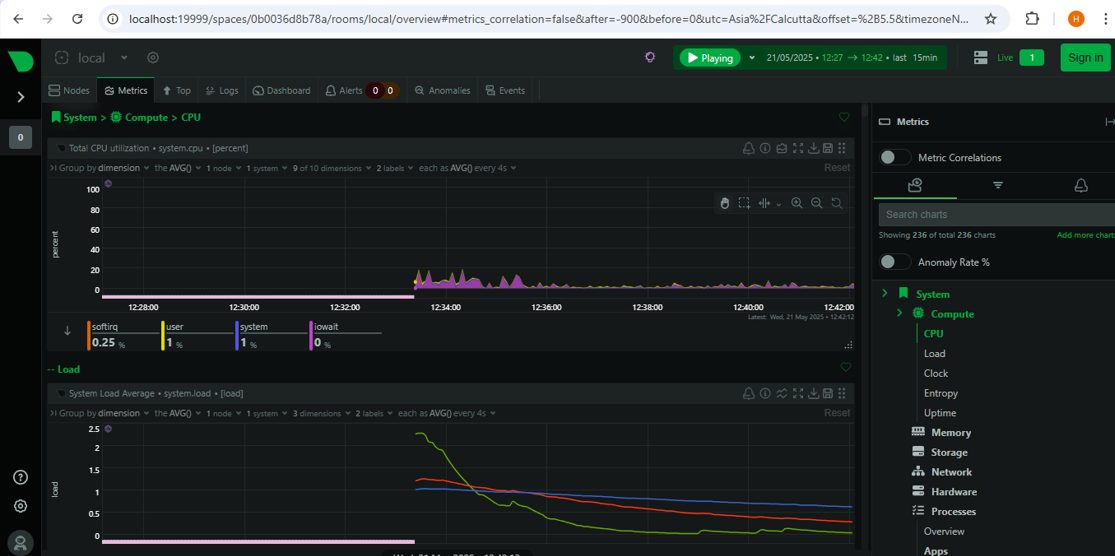 localhost:19999/spaces/0b0036d8b78a/rooms/local/overview#metrics_correlation=false&after=-900&before=0&utc=Asia%2FCalcutta&offset=%2B5.5&timezoneN...
H
local
Playing
21/05/2025 • 12:27 → 12:42 • last 15min
Live 1
Sign in
Nodes Metrics Top Logs Dashboard Alerts 0 0 Anomalies Events
0
System > Compute > CPU
Total CPU utilization • system.cpu • [percent]
Group by dimension the AVG() 1 node 1 system 9 of 10 dimensions 2 labels each as AVG() every 4s Reset
percent
100
80
60
40
20
0
12:28:00 12:30:00 12:32:00 12:34:00 12:36:00 12:38:00 12:40:00 12:42:00
Latest: Wed, 21 May 2025 • 12:42:12
softirq user system iowait
0.25 % 1 % 1 % 0 %
-- Load
System Load Average • system.load • [load]
Group by dimension the AVG() 1 node 1 system 3 dimensions 2 labels each as AVG() every 4s Reset
load
2.5
2
1.5
1
0.5
0
Metrics
Metric Correlations
Search charts
Showing 236 of total 236 charts Add more charts
Anomaly Rate %
System
Compute
CPU
Load
Clock
Entropy
Uptime
Memory
Storage
Network
Hardware
Processes
Overview
Apps